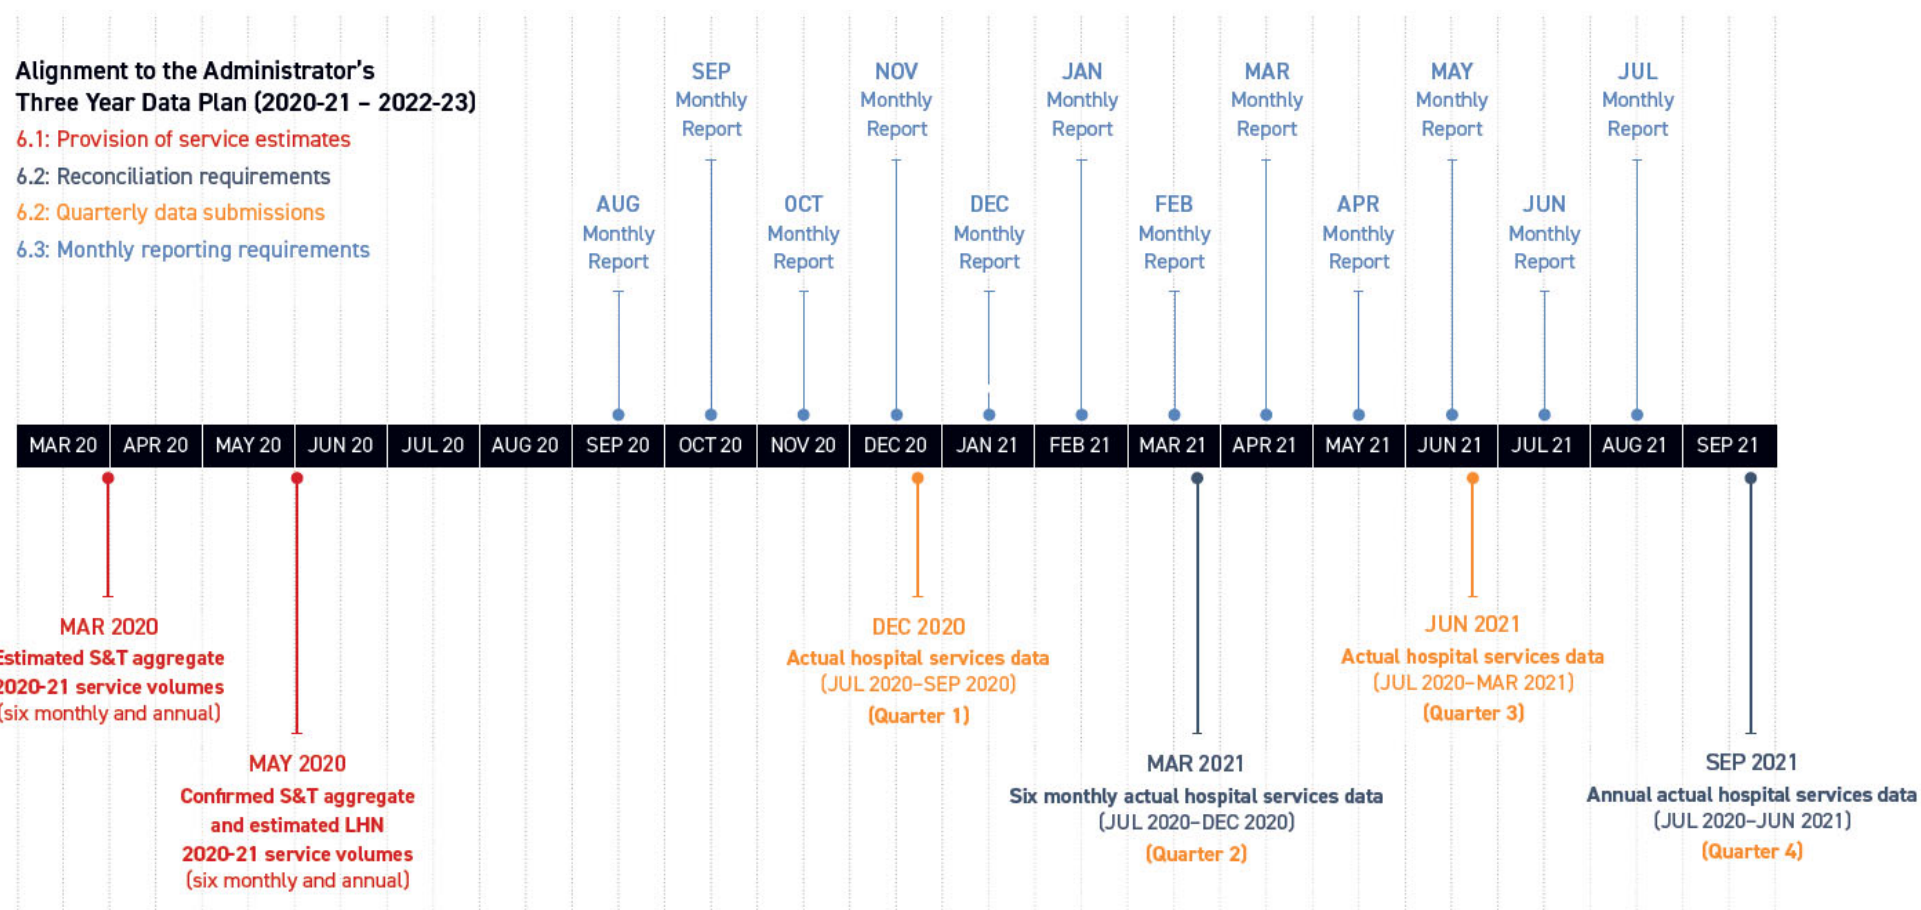 Alignment to the Administrator's
Three Year Data Plan (2020-21 – 2022-23)
6.1: Provision of service estimates
6.2: Reconciliation requirements
6.2: Quarterly data submissions
6.3: Monthly reporting requirements
SEP
Monthly
Report
NOV
Monthly
Report
JAN
Monthly
Report
MAR
Monthly
Report
MAY
Monthly
Report
JUL
Monthly
Report
AUG
Monthly
Report
OCT
Monthly
Report
DEC
Monthly
Report
FEB
Monthly
Report
APR
Monthly
Report
JUN
Monthly
Report
MAR 20 APR 20 MAY 20 JUN 20 JUL 20 AUG 20 SEP 20 OCT 20 NOV 20 DEC 20 JAN 21 FEB 21 MAR 21 APR 21 MAY 21 JUN 21 JUL 21 AUG 21 SEP 21
MAR 2020
Estimated S&T aggregate
2020-21 service volumes
(six monthly and annual)
MAY 2020
Confirmed S&T aggregate
and estimated LHN
2020-21 service volumes
(six monthly and annual)
DEC 2020
Actual hospital services data
(JUL 2020–SEP 2020)
(Quarter 1)
MAR 2021
Six monthly actual hospital services data
(JUL 2020–DEC 2020)
(Quarter 2)
JUN 2021
Actual hospital services data
(JUL 2020–MAR 2021)
(Quarter 3)
SEP 2021
Annual actual hospital services data
(JUL 2020–JUN 2021)
(Quarter 4)